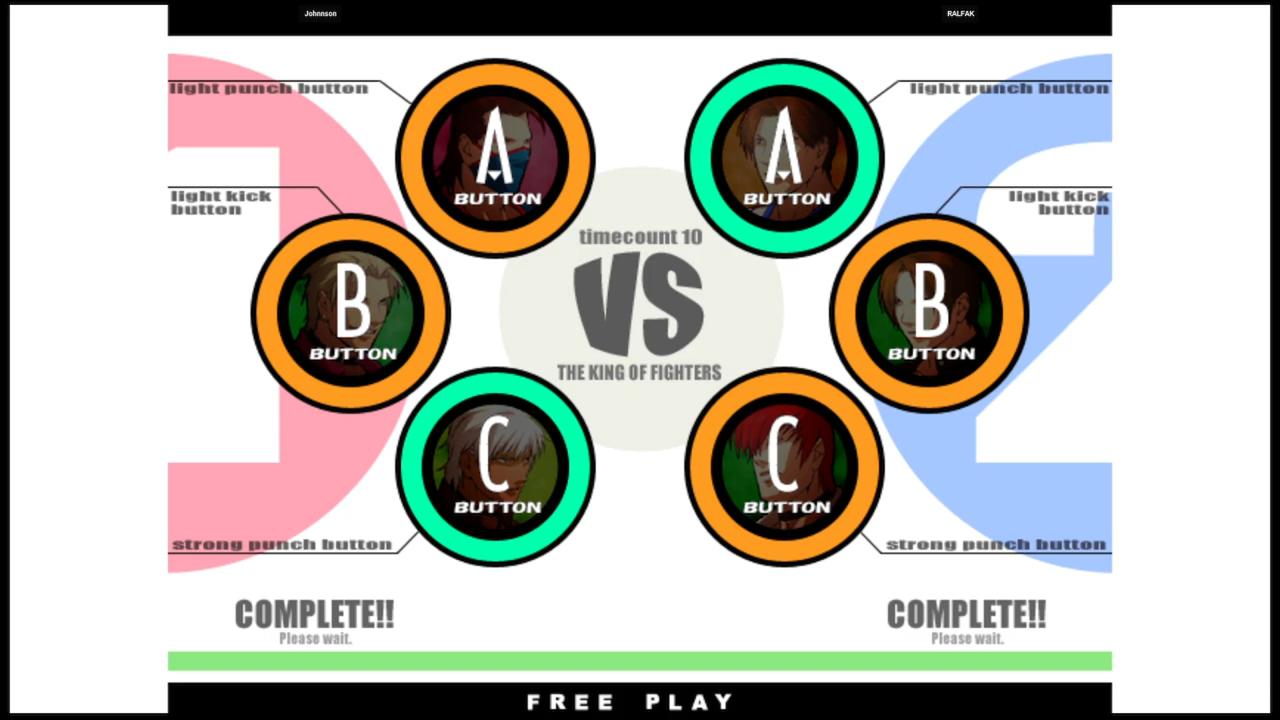 Johnnson
RALFAK
light punch button
light punch button
A
BUTTON
A
BUTTON
light kick
button
light kick
button
1
2
timecount 10
VS
THE KING OF FIGHTERS
B
BUTTON
B
BUTTON
C
BUTTON
C
BUTTON
strong punch button
strong punch button
COMPLETE!!
Please wait.
COMPLETE!!
Please wait.
FREE PLAY